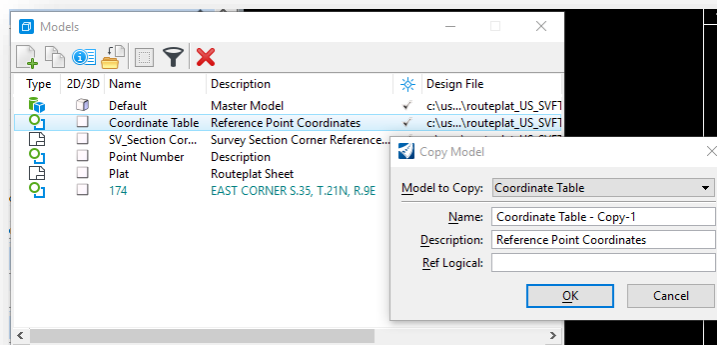 Models
Type 2D/3D Name Description Design File
Default Master Model c:\us...\routeplat_US_SVFT
Coordinate Table Reference Point Coordinates c:\us...\routeplat_US_SVFT
SV_Section Cor... Survey Section Corner Reference...
Point Number Description
Plat Routeplat Sheet
174 EAST CORNER S.35, T.21N, R.9E
Copy Model
Model to Copy: Coordinate Table
Name: Coordinate Table - Copy-1
Description: Reference Point Coordinates
Ref Logical:
OK Cancel